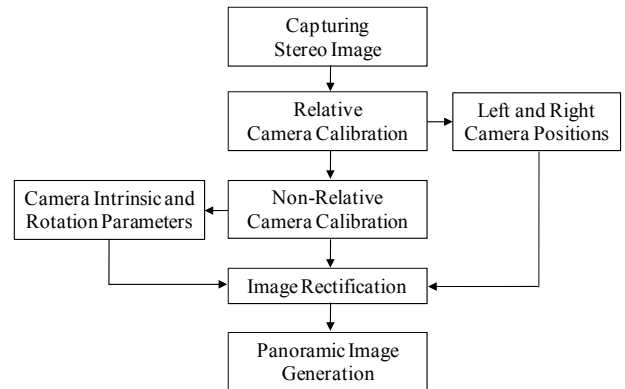 Capturing
Stereo Image
Relative
Camera Calibration
Left and Right
Camera Positions
Camera Intrinsic and
Rotation Parameters
Non-Relative
Camera Calibration
Image Rectification
Panoramic Image
Generation